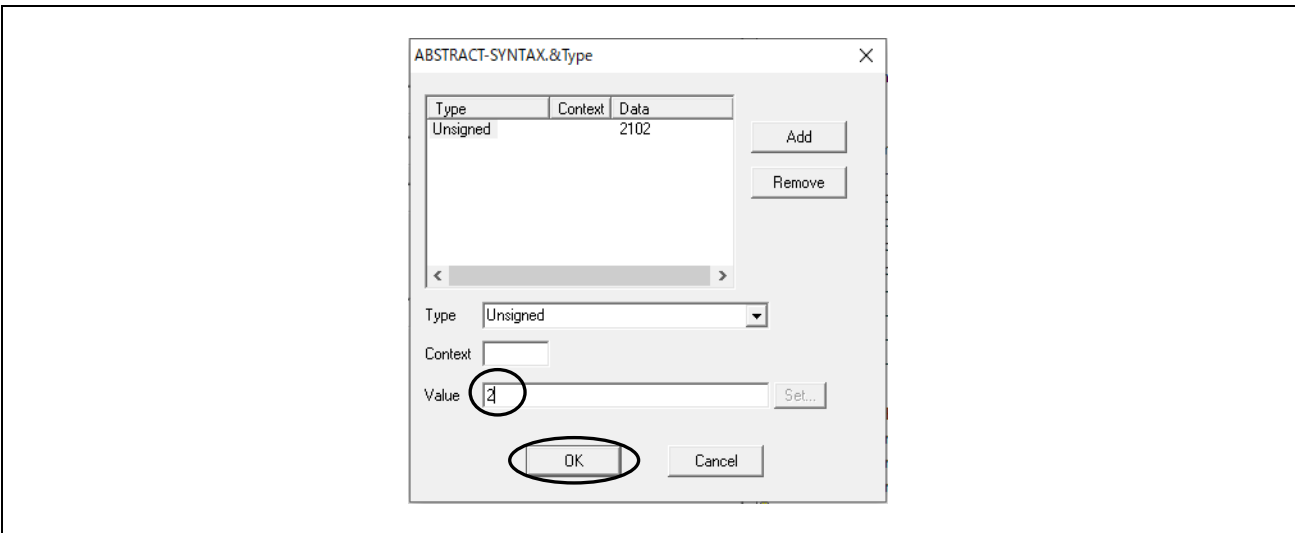 ABSTRACT-SYNTAX.&Type
Type Context Data
Unsigned 2102
Add
Remove
Type Unsigned
Context
Value 2 Set...
OK Cancel